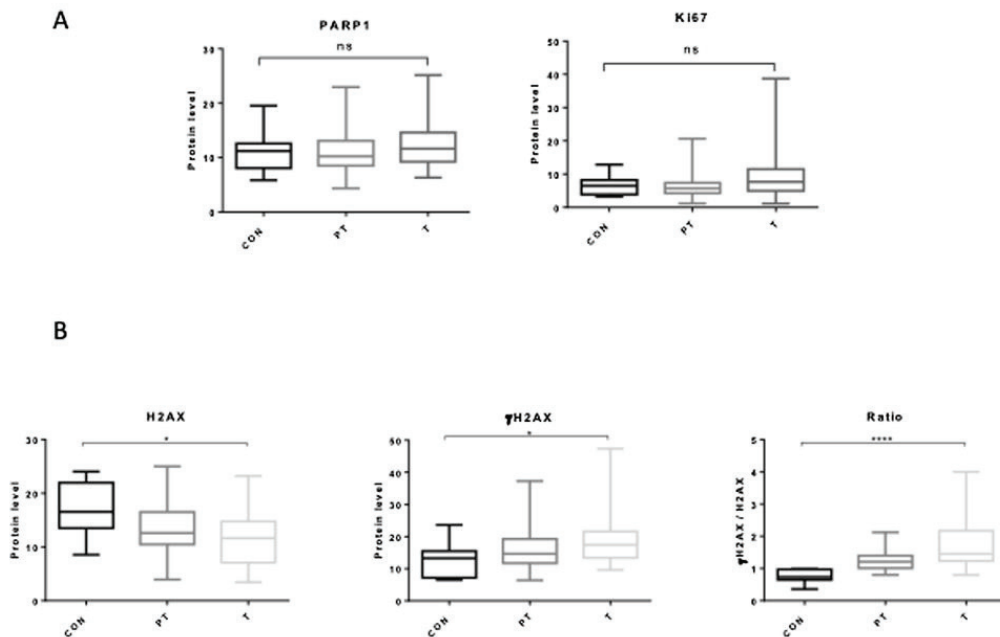 A
PARP1
ns
30
20
10
0
Protein level
CON
PT
T
Ki67
ns
50
40
30
20
10
0
Protein level
CON
PT
T
B
H2AX
*
30
20
10
0
Protein level
CON
PT
T
γH2AX
*
50
40
30
20
10
0
Protein level
CON
PT
T
Ratio
****
5
4
3
2
1
0
γH2AX / H2AX
CON
PT
T